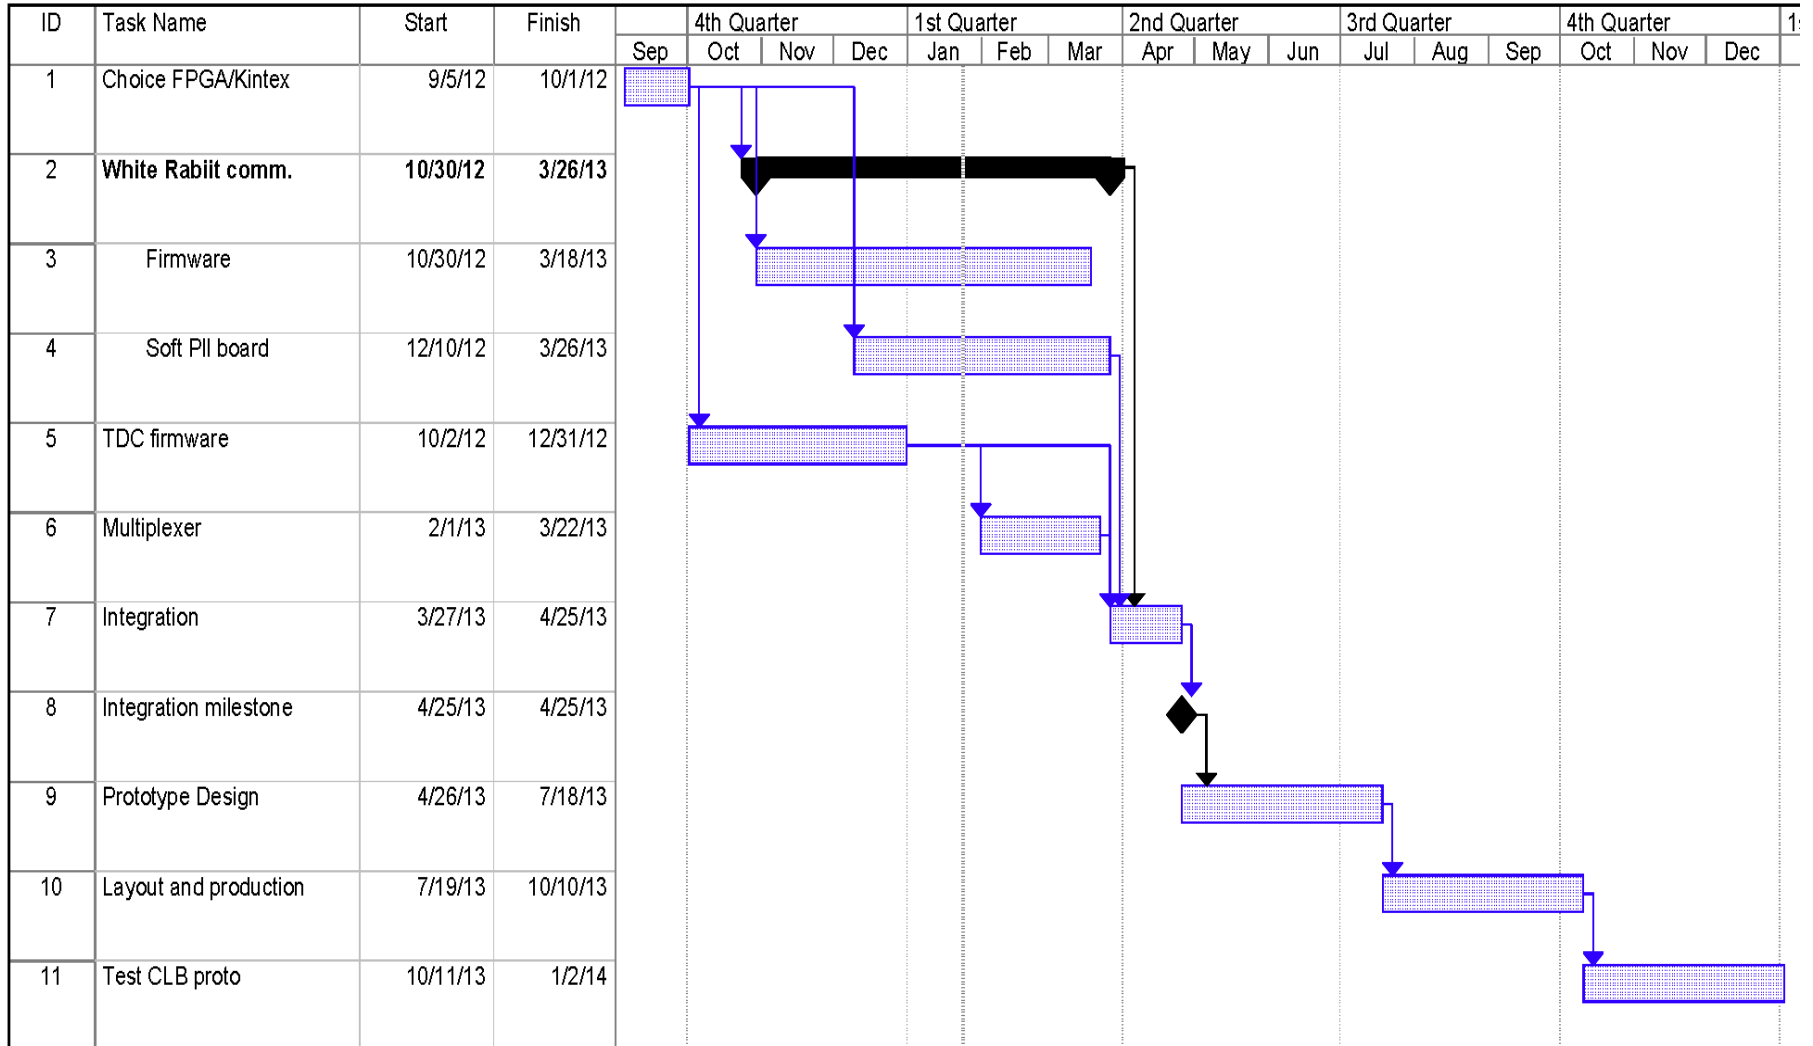 ID Task Name Start Finish 4th Quarter 1st Quarter 2nd Quarter 3rd Quarter 4th Quarter
Sep Oct Nov Dec Jan Feb Mar Apr May Jun Jul Aug Sep Oct Nov Dec
1 Choice FPGA/Kintex 9/5/12 10/1/12
2 White Rabiit comm. 10/30/12 3/26/13
3 Firmware 10/30/12 3/18/13
4 Soft Pll board 12/10/12 3/26/13
5 TDC firmware 10/2/12 12/31/12
6 Multiplexer 2/1/13 3/22/13
7 Integration 3/27/13 4/25/13
8 Integration milestone 4/25/13 4/25/13
9 Prototype Design 4/26/13 7/18/13
10 Layout and production 7/19/13 10/10/13
11 Test CLB proto 10/11/13 1/2/14